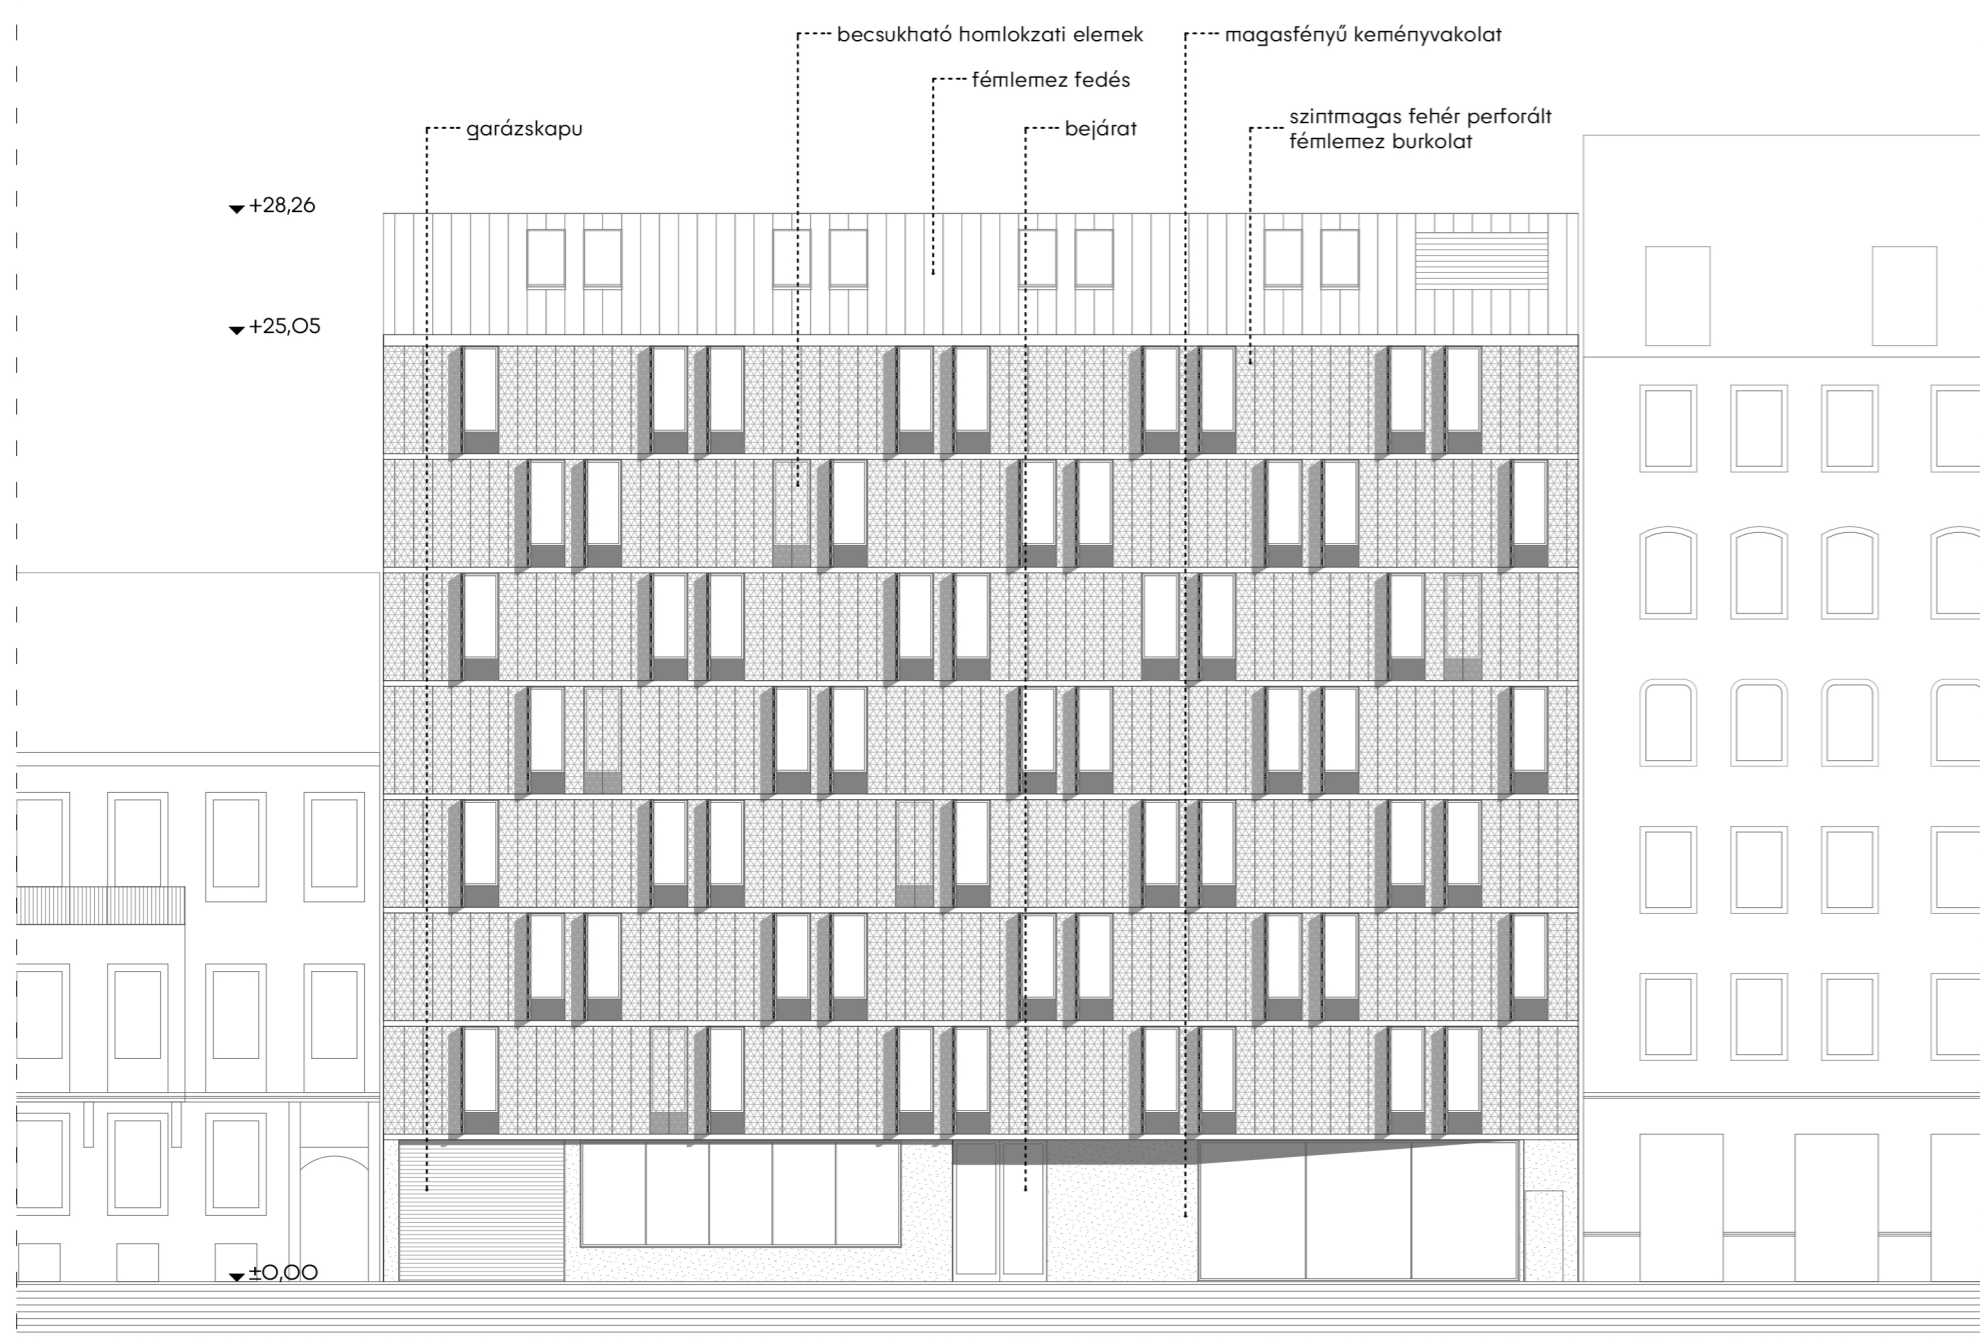 becsukható homlokzati elemek
magasfényű keményvakolat
fémlemez fedés
garázskapu
bejárat
szintmagas fehér perforált
fémlemez burkolat
+28,26
+25,05
±0,00